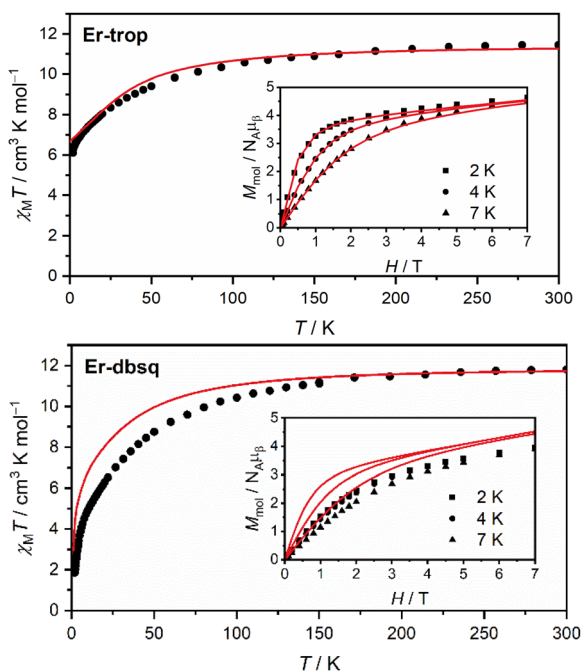 Er-trop
χMT / cm³ K mol⁻¹
12
10
8
6
4
2
0
0 50 100 150 200 250 300
T / K
Mmol / NAμβ
5
4
3
2
1
0
2 K
4 K
7 K
0 1 2 3 4 5 6 7
H / T
Er-dbsq
χMT / cm³ K mol⁻¹
12
10
8
6
4
2
0
0 50 100 150 200 250 300
T / K
Mmol / NAμβ
5
4
3
2
1
0
2 K
4 K
7 K
0 1 2 3 4 5 6 7
H / T